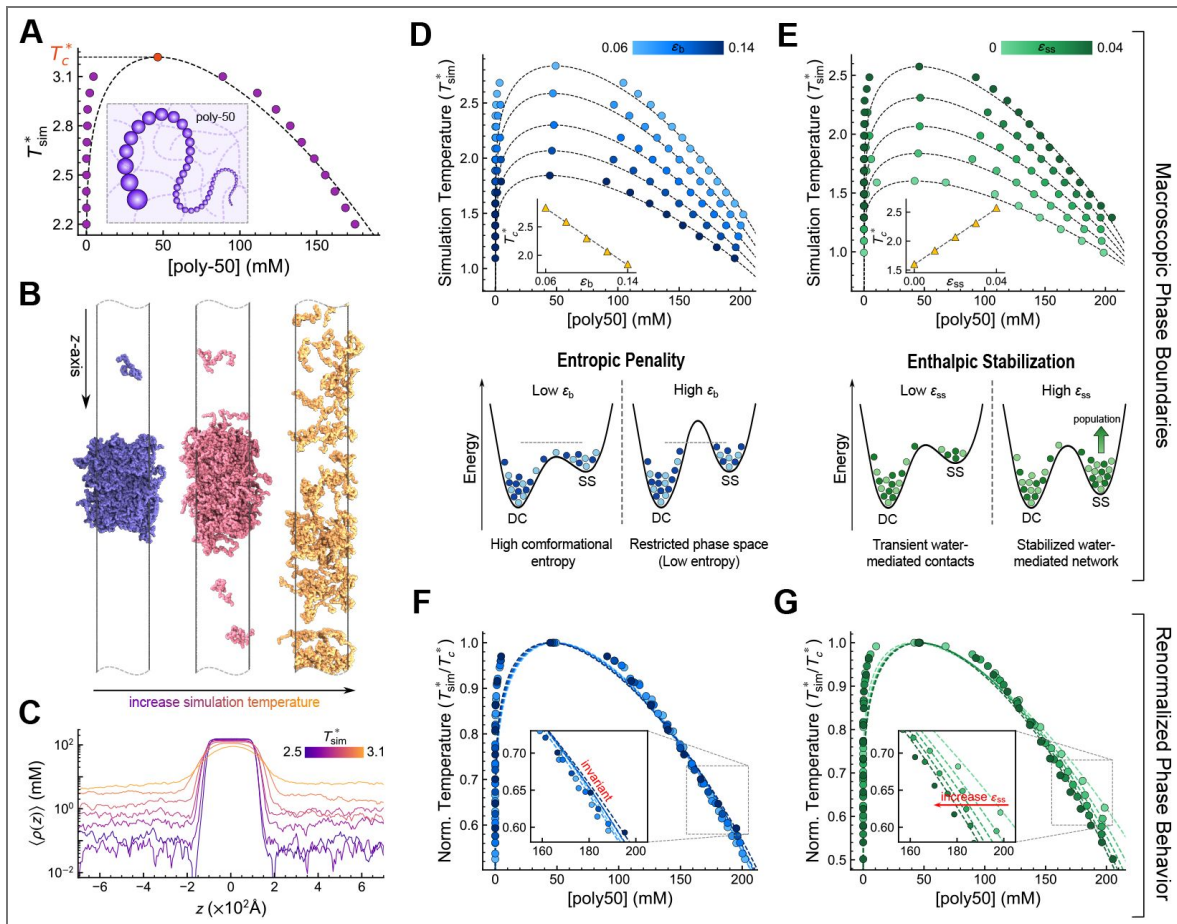 A
T*c
3.1
2.8
2.5
2.2
T*sim
poly-50
0 50 100 150
[poly-50] (mM)
B
z-axis
increase simulation temperature
C
T*sim
2.5 3.1
10²
10⁰
10⁻²
⟨ρ(z)⟩ (mM)
−6 −4 −2 0 2 4 6
z (×10²Å)
D
0.06 εb 0.14
Simulation Temperature (T*sim)
2.5
2.0
1.5
1.0
T*c
2.5
2.0
0.06 εb 0.14
0 50 100 150 200
[poly50] (mM)
Entropic Penality
Low εb High εb
Energy
DC SS DC SS
High comformational
entropy
Restricted phase space
(Low entropy)
E
0 εss 0.04
Simulation Temperature (T*sim)
2.5
2.0
1.5
1.0
T*c
2.5
2.0
1.5
0.00 εss 0.04
0 50 100 150 200
[poly50] (mM)
Enthalpic Stabilization
Low εss High εss
population
Energy
DC SS DC SS
Transient water-
mediated contacts
Stabilized water-
mediated network
Macroscopic Phase Boundaries
F
Norm. Temperature (T*sim/T*c)
1.0
0.9
0.8
0.7
0.6
0.70
0.65
0.60
invariant
160 180 200
0 50 100 150 200
[poly50] (mM)
G
Norm. Temperature (T*sim/T*c)
1.0
0.9
0.8
0.7
0.6
0.5
0.70
0.65
0.60
increase εss
160 180 200
0 50 100 150 200
[poly50] (mM)
Renormalized Phase Behavior